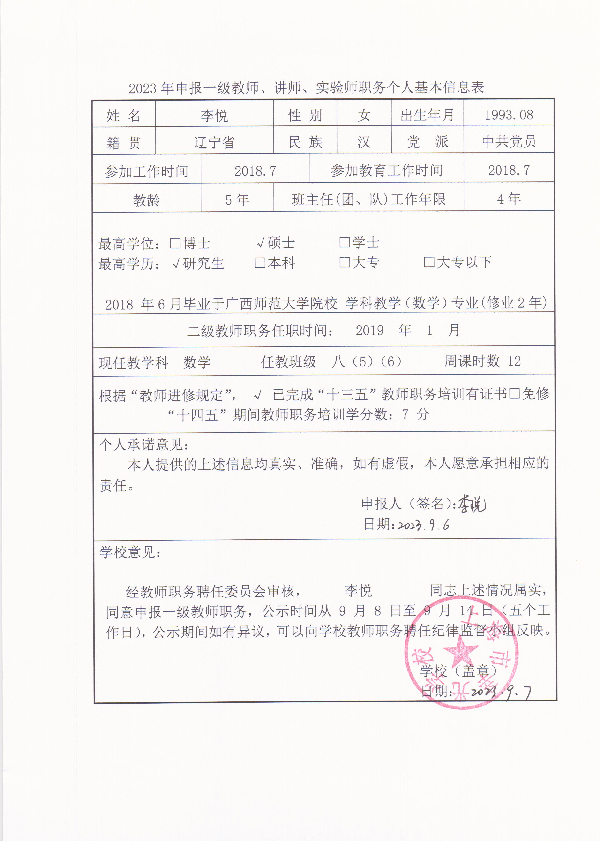 2023 年申报一级教师、讲师、实验师职务个人基本信息表
姓 名 李悦 性 别 女 出生年月 1993.08
籍 贯 辽宁省 民 族 汉 党 派 中共党员
参加工作时间 2018.7 参加教育工作时间 2018.7
教龄 5 年 班主任(团、队)工作年限 4 年
最高学位：□博士 √硕士 □学士
最高学历：√研究生 □本科 □大专 □大专以下
2018 年 6 月毕业于广西师范大学院校 学科教学（数学）专业(修业 2 年)
二级教师职务任职时间： 2019 年 1 月
现任教学科 数学 任教班级 八（5）(6） 周课时数 12
根据“教师进修规定”， √ 已完成“十三五”教师职务培训有证书□免修
“十四五”期间教师职务培训学分数：7 分
个人承诺意见：
本人提供的上述信息均真实、准确，如有虚假，本人愿意承担相应的
责任。
申报人（签名）：李悦
日期：2023.9.6
学校意见：
经教师职务聘任委员会审核， 李悦 同志上述情况属实，
同意申报一级教师职务，公示时间从 9 月 8 日至 9 月 14 日（五个工
作日），公示期间如有异议，可以向学校教师职务聘任纪律监督小组反映。
学校（盖章）
日期： 2023.9.7